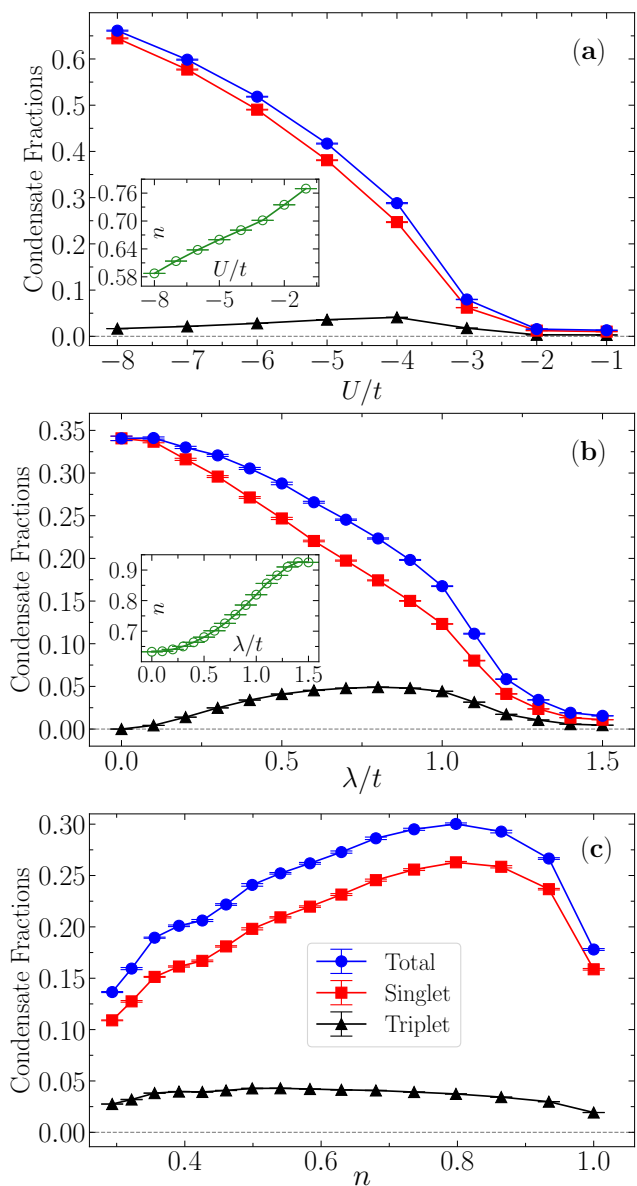 (a)
Condensate Fractions
0.6
0.5
0.4
0.3
0.2
0.1
0.0
0.76
0.70
0.64
0.58
n
U/t
−8 −5 −2
−8 −7 −6 −5 −4 −3 −2 −1
U/t
(b)
Condensate Fractions
0.35
0.30
0.25
0.20
0.15
0.10
0.05
0.00
0.9
0.8
0.7
n
λ/t
0.0 0.5 1.0 1.5
0.0 0.5 1.0 1.5
λ/t
(c)
Condensate Fractions
0.30
0.25
0.20
0.15
0.10
0.05
0.00
Total
Singlet
Triplet
0.4 0.6 0.8 1.0
n